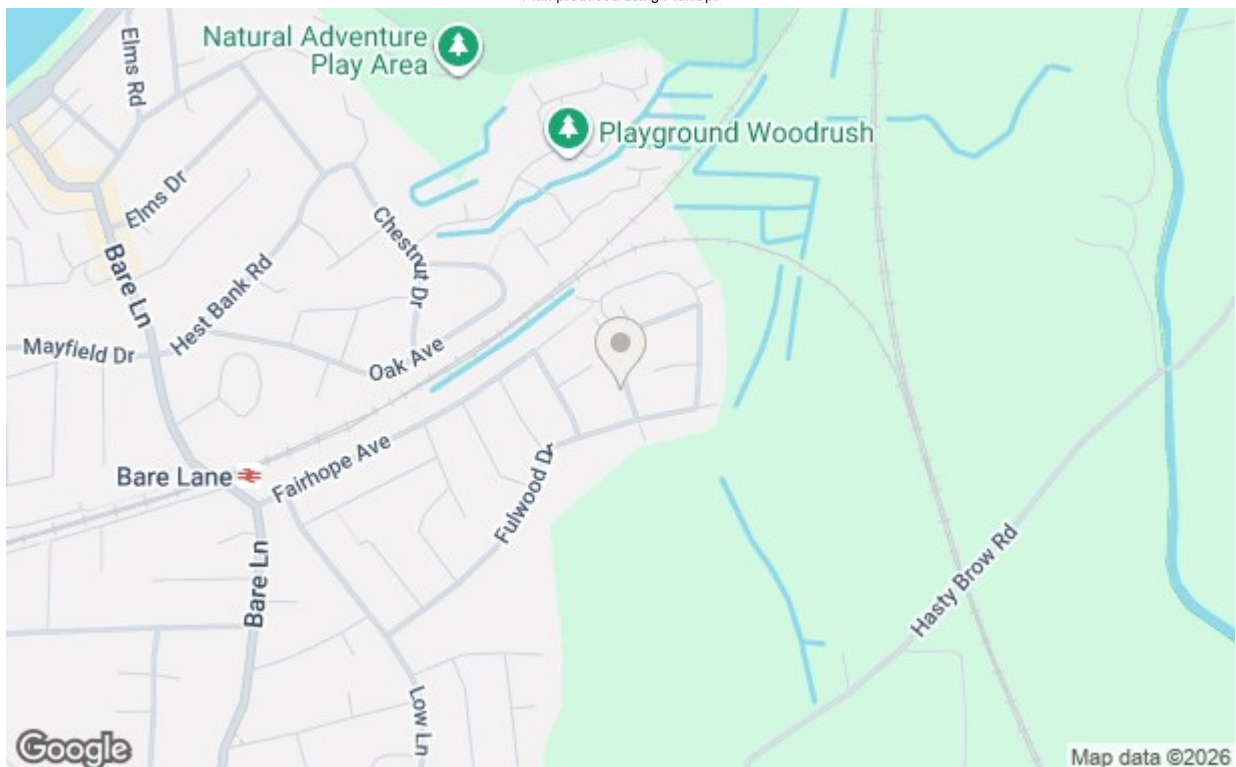 Elms Rd
Natural Adventure
Play Area
Playground Woodrush
Elms Dr
Chestnut Dr
Bare Ln
Hest Bank Rd
Mayfield Dr
Oak Ave
Bare Lane
Fairhope Ave
Fulwood Dr
Bare Ln
Hasty Brow Rd
Low Ln
Google
Map data ©2026